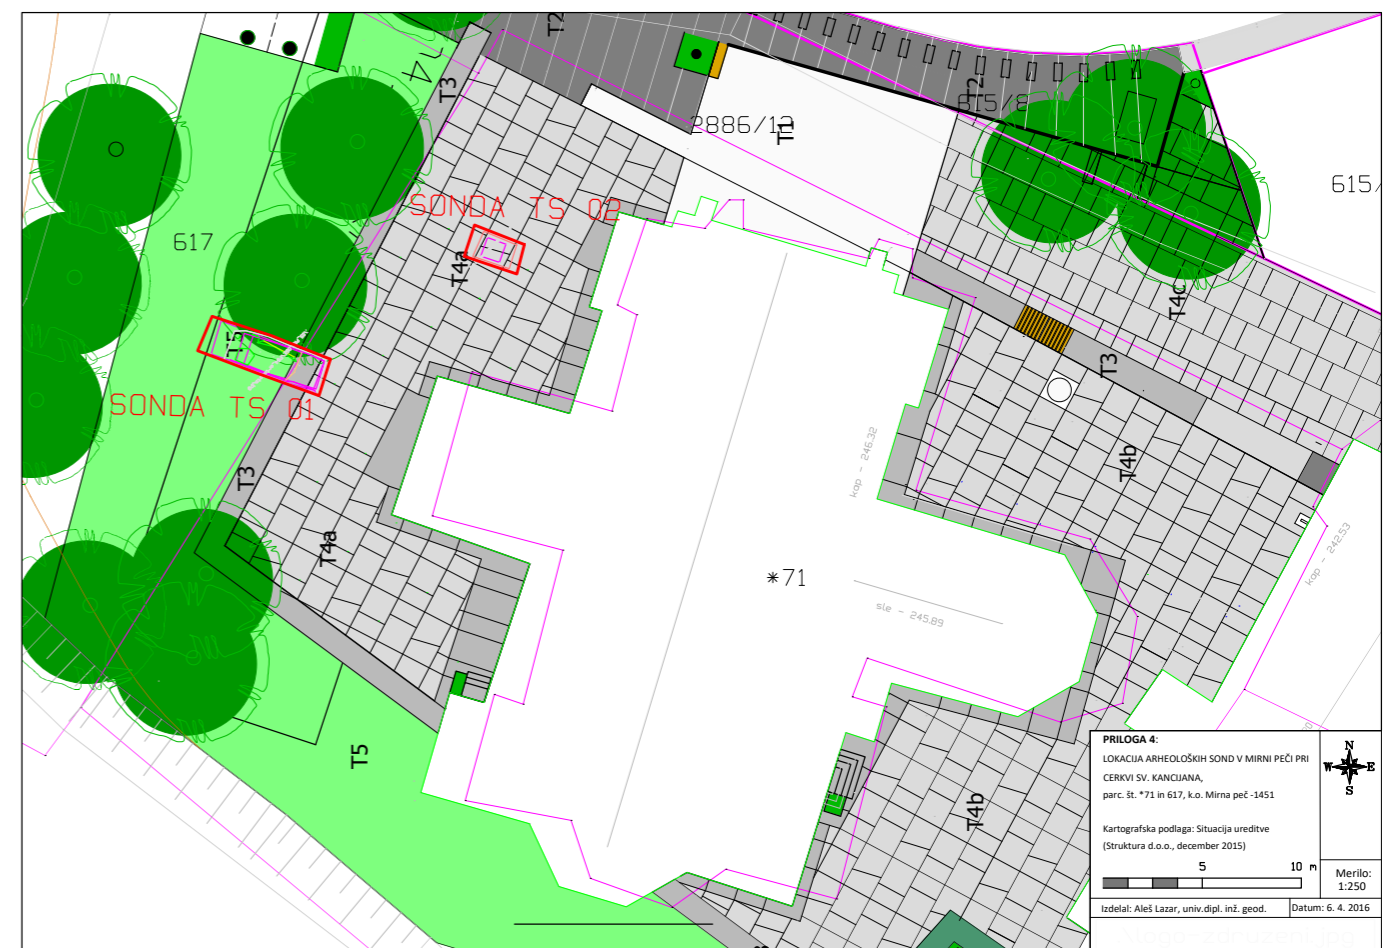 T2
T4
T3
T2
615/8
2886/13
T1
615/
SONDA TS 02
617
T4a
T4c
T5
T3
SONDA TS 01
kap - 246.32
T4b
T3
T4a
kap - 242.53
*71
sle - 245.89
T5
T4b
PRILOGA 4:
LOKACIJA ARHEOLOŠKIH SOND V MIRNI PEČI PRI
CERKVI SV. KANCIJANA,
parc. št. *71 in 617, k.o. Mirna peč -1451
Kartografska podlaga: Situacija ureditve
(Struktura d.o.o., december 2015)
N
W E
S
5 10 m
Merilo:
1:250
Izdelal: Aleš Lazar, univ.dipl. inž. geod.
Datum: 6. 4. 2016